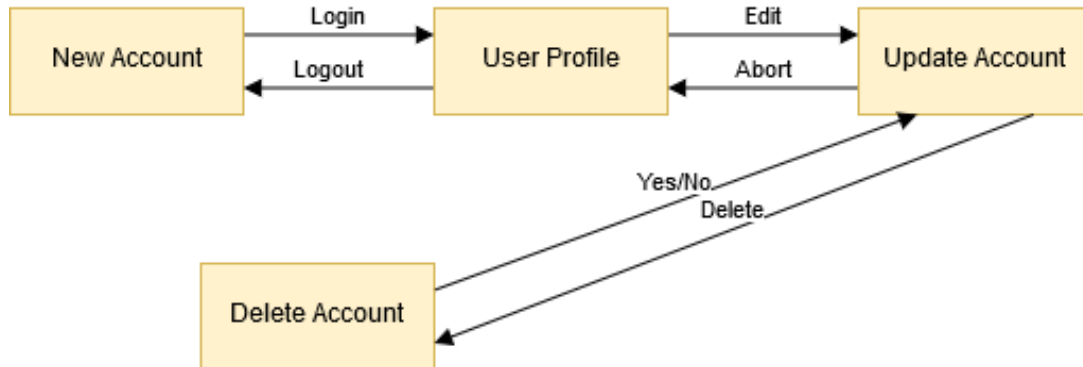 Login
Edit
New Account
User Profile
Update Account
Logout
Abort
Yes/No
Delete
Delete Account